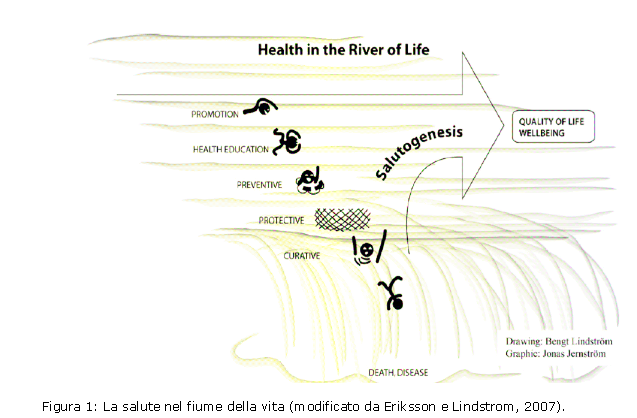 Health in the River of Life
PROMOTION
QUALITY OF LIFE
WELLBEING
Salutogenesis
HEALTH EDUCATION
PREVENTIVE
PROTECTIVE
CURATIVE
Drawing: Bengt Lindström
Graphic: Jonas Jernström
DEATH, DISEASE
Figura 1: La salute nel fiume della vita (modificato da Eriksson e Lindstrom, 2007).